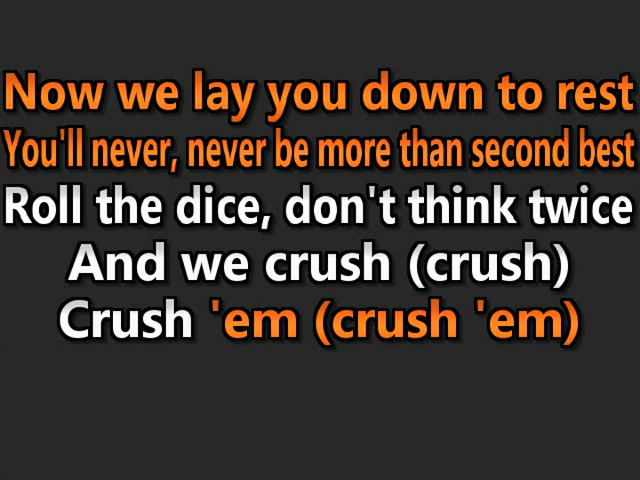 Now we lay you down to rest
You'll never, never be more than second best
Roll the dice, don't think twice
And we crush (crush)
Crush 'em (crush 'em)